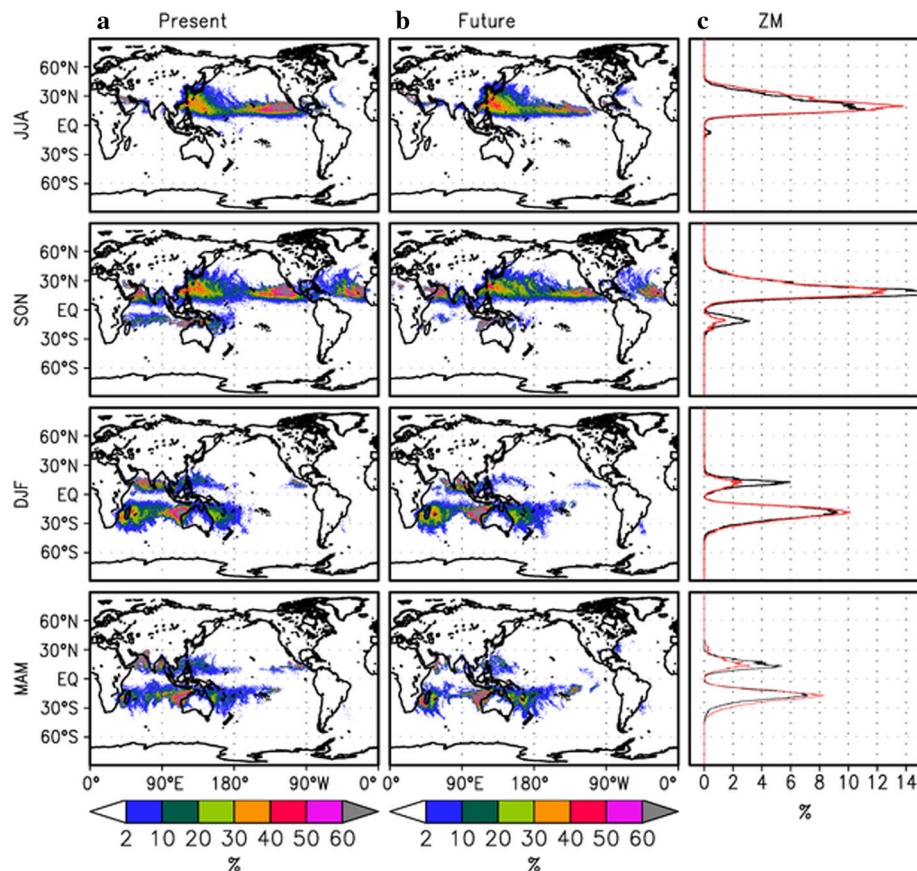 a Present b Future c ZM
60°N
30°N
EQ
30°S
60°S
JJA
60°N
30°N
EQ
30°S
60°S
SON
60°N
30°N
EQ
30°S
60°S
DJF
60°N
30°N
EQ
30°S
60°S
MAM
0° 90°E 180° 90°W 0° 0° 90°E 180° 90°W 0° 0 2 4 6 8 10 12 14
%
2 10 20 30 40 50 60 2 10 20 30 40 50 60
% %